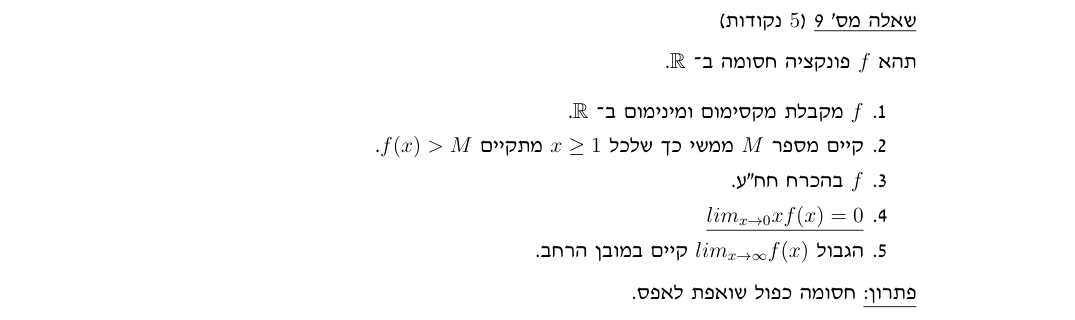 שאלה מס' 9 (5 נקודות)
תהא f פונקציה חסומה ב־ ℝ.
1. f מקבלת מקסימום ומינימום ב־ ℝ.
2. קיים מספר M ממשי כך שלכל x ≥ 1 מתקיים f(x) > M.
3. f בהכרח חח"ע.
4. lim_{x→0} xf(x) = 0
5. הגבול lim_{x→∞} f(x) קיים במובן הרחב.
פתרון: חסומה כפול שואפת לאפס.